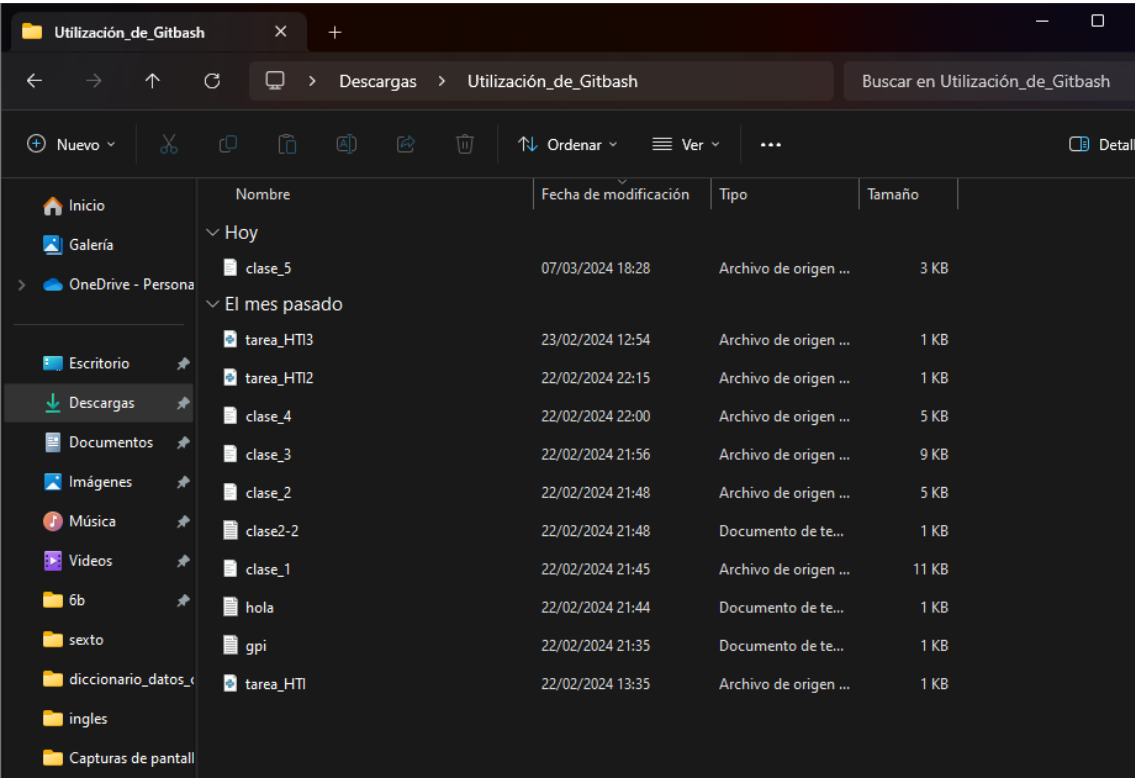 Utilización_de_Gitbash
Descargas > Utilización_de_Gitbash
Buscar en Utilización_de_Gitbash
Nuevo
Ordenar
Ver
Detall
Inicio
Galería
OneDrive - Persona
Escritorio
Descargas
Documentos
Imágenes
Música
Videos
6b
sexto
diccionario_datos_
ingles
Capturas de pantall
Nombre Fecha de modificación Tipo Tamaño
Hoy
clase_5 07/03/2024 18:28 Archivo de origen ... 3 KB
El mes pasado
tarea_HTI3 23/02/2024 12:54 Archivo de origen ... 1 KB
tarea_HTI2 22/02/2024 22:15 Archivo de origen ... 1 KB
clase_4 22/02/2024 22:00 Archivo de origen ... 5 KB
clase_3 22/02/2024 21:56 Archivo de origen ... 9 KB
clase_2 22/02/2024 21:48 Archivo de origen ... 5 KB
clase2-2 22/02/2024 21:48 Documento de te... 1 KB
clase_1 22/02/2024 21:45 Archivo de origen ... 11 KB
hola 22/02/2024 21:44 Documento de te... 1 KB
gpi 22/02/2024 21:35 Documento de te... 1 KB
tarea_HTI 22/02/2024 13:35 Archivo de origen ... 1 KB